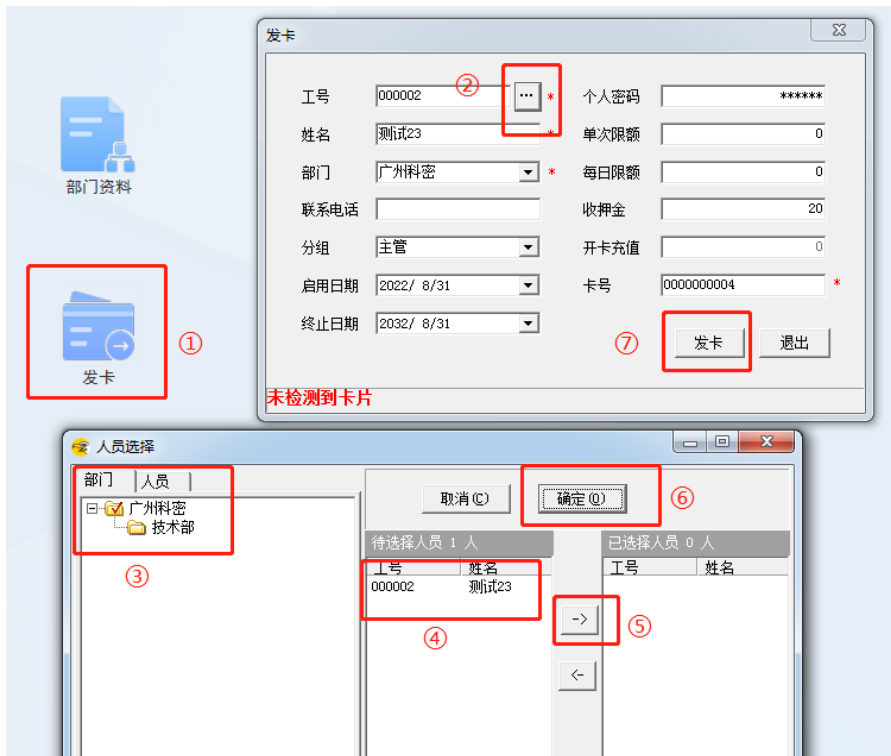 部门资料
①
发卡
发卡
工号 000002 ② ... * 个人密码 ******
姓名 测试23 * 单次限额 0
部门 广州科密 * 每日限额 0
联系电话 收押金 20
分组 主管 开卡充值 0
启用日期 2022/ 8/31 卡号 0000000004 *
终止日期 2032/ 8/31 ⑦ 发卡 退出
未检测到卡片
人员选择
部门 人员
广州科密
技术部
③
取消(C) 确定(O) ⑥
待选择人员 1 人
工号 姓名
000002 测试23
④
-> ⑤
<-
已选择人员 0 人
工号 姓名